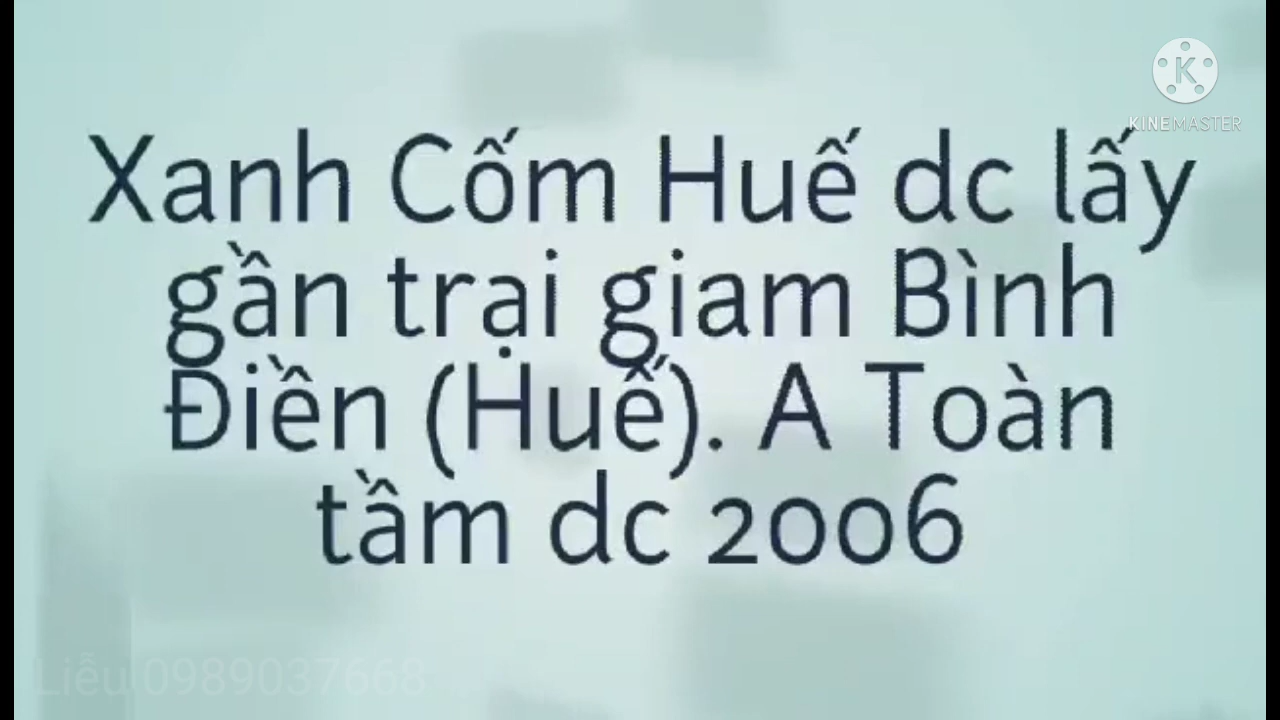 KINEMASTER
Xanh Cốm Huế dc lấy
gần trại giam Bình
Điền (Huế). A Toàn
tầm dc 2006
Liễu 0989037668